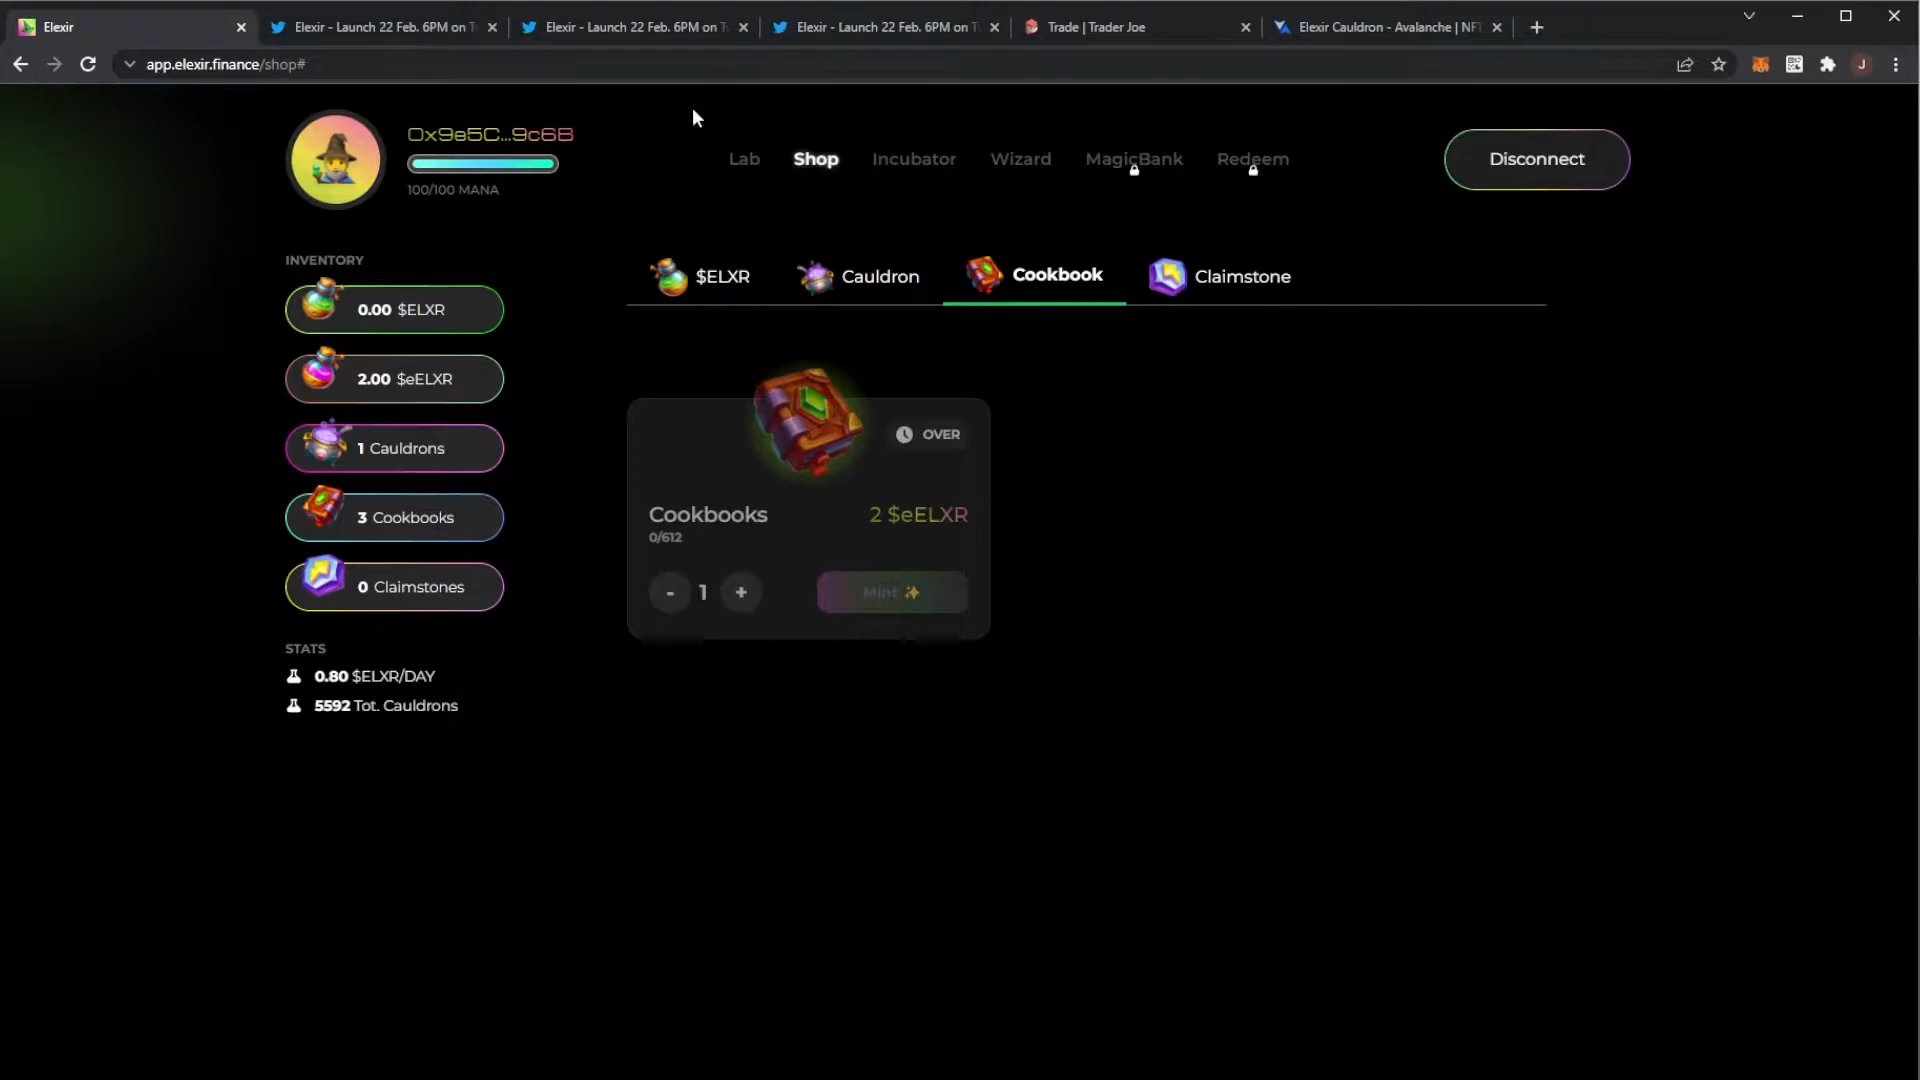 Elexir
Elexir - Launch 22 Feb. 6PM on T
Elexir - Launch 22 Feb. 6PM on T
Elexir - Launch 22 Feb. 6PM on T
Trade | Trader Joe
Elexir Cauldron - Avalanche | NFT
app.elexir.finance/shop#
J
0x9e5C...9c6B
100/100 MANA
Lab
Shop
Incubator
Wizard
MagicBank
Redeem
Disconnect
INVENTORY
0.00 $ELXR
2.00 $eELXR
1 Cauldrons
3 Cookbooks
0 Claimstones
STATS
0.80 $ELXR/DAY
5592 Tot. Cauldrons
$ELXR
Cauldron
Cookbook
Claimstone
OVER
Cookbooks
2 $eELXR
0/612
- 1 +
Mint ✨